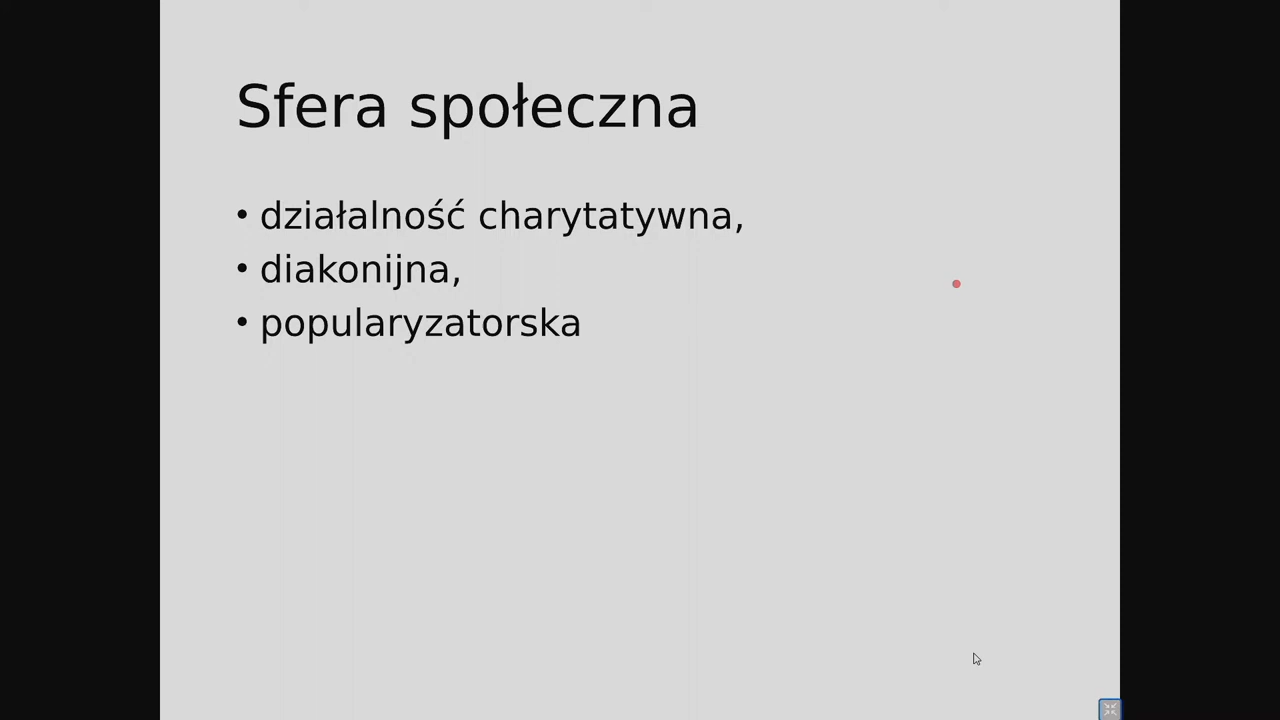 Sfera społeczna
• działalność charytatywna,
• diakonijna,
• popularyzatorska